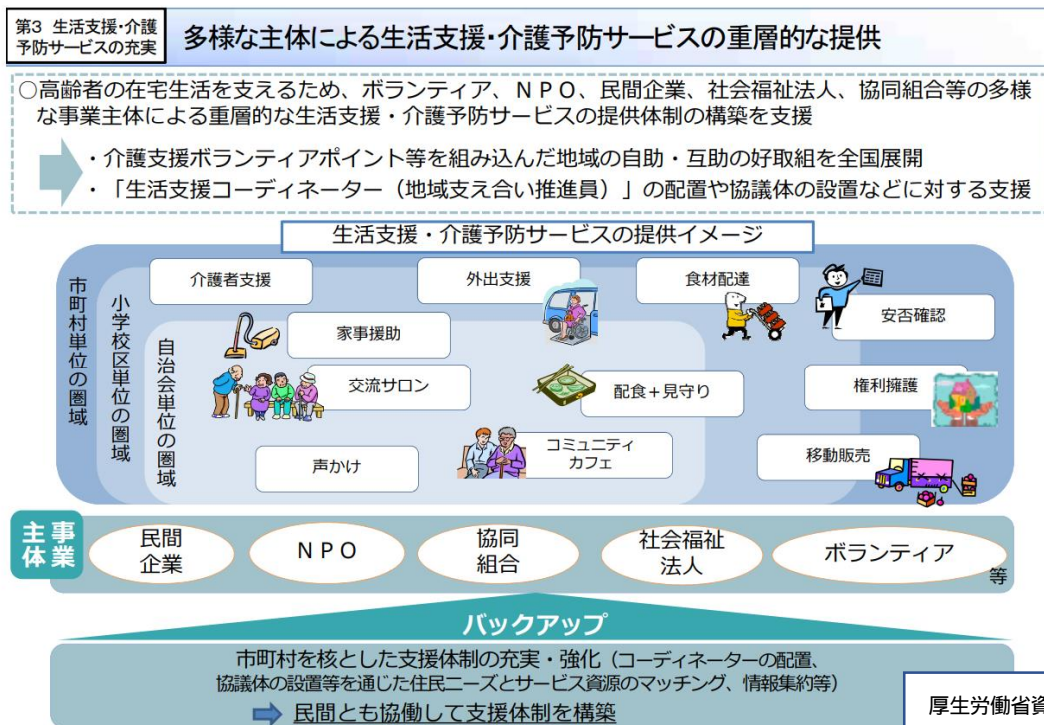 第3 生活支援・介護
予防サービスの充実
多様な主体による生活支援・介護予防サービスの重層的な提供
○高齢者の在宅生活を支えるため、ボランティア、ＮＰＯ、民間企業、社会福祉法人、協同組合等の多様
な事業主体による重層的な生活支援・介護予防サービスの提供体制の構築を支援
・介護支援ボランティアポイント等を組み込んだ地域の自助・互助の好取組を全国展開
・「生活支援コーディネーター（地域支え合い推進員）」の配置や協議体の設置などに対する支援
生活支援・介護予防サービスの提供イメージ
市町村単位の圏域
小学校区単位の圏域
自治会単位の圏域
介護者支援
外出支援
食材配達
安否確認
家事援助
交流サロン
配食＋見守り
権利擁護
声かけ
コミュニティ
カフェ
移動販売
事業
主体
民間
企業
ＮＰＯ
協同
組合
社会福祉
法人
ボランティア
等
バックアップ
市町村を核とした支援体制の充実・強化（コーディネーターの配置、
協議体の設置等を通じた住民ニーズとサービス資源のマッチング、情報集約等）
民間とも協働して支援体制を構築
厚生労働省資